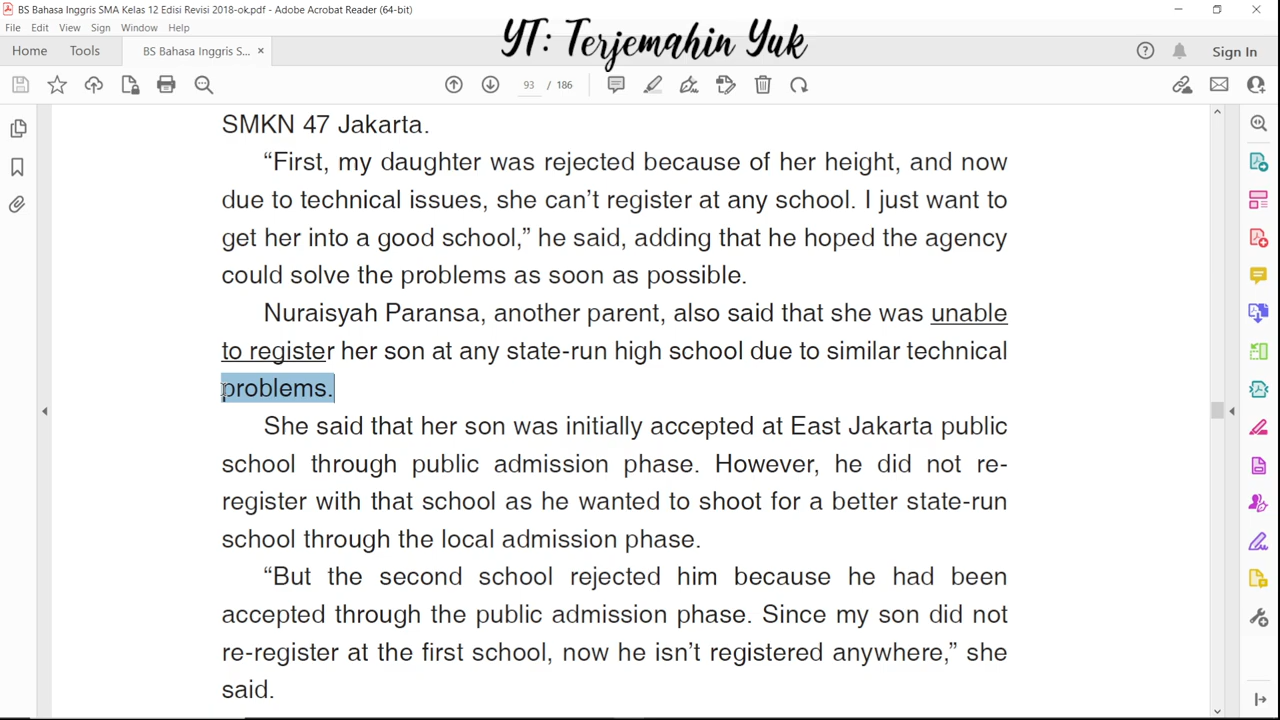 BS Bahasa Inggris SMA Kelas 12 Edisi Revisi 2018-ok.pdf - Adobe Acrobat Reader (64-bit)
File Edit View Sign Window Help
YT: Terjemahin Yuk
Home Tools BS Bahasa Inggris S... × Sign In
93 / 186
SMKN 47 Jakarta.
“First, my daughter was rejected because of her height, and now
due to technical issues, she can’t register at any school. I just want to
get her into a good school,” he said, adding that he hoped the agency
could solve the problems as soon as possible.
Nuraisyah Paransa, another parent, also said that she was unable
to register her son at any state-run high school due to similar technical
problems.
She said that her son was initially accepted at East Jakarta public
school through public admission phase. However, he did not re-
register with that school as he wanted to shoot for a better state-run
school through the local admission phase.
“But the second school rejected him because he had been
accepted through the public admission phase. Since my son did not
re-register at the first school, now he isn’t registered anywhere,” she
said.